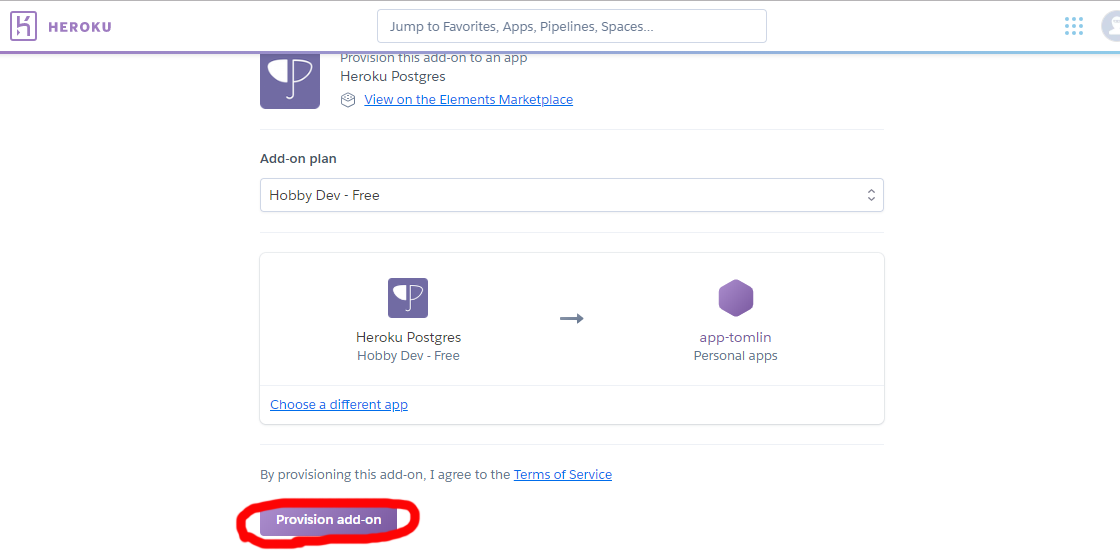 HEROKU
Jump to Favorites, Apps, Pipelines, Spaces...
Provision this add-on to an app
Heroku Postgres
View on the Elements Marketplace
Add-on plan
Hobby Dev - Free
Heroku Postgres
Hobby Dev - Free
app-tomlin
Personal apps
Choose a different app
By provisioning this add-on, I agree to the Terms of Service
Provision add-on